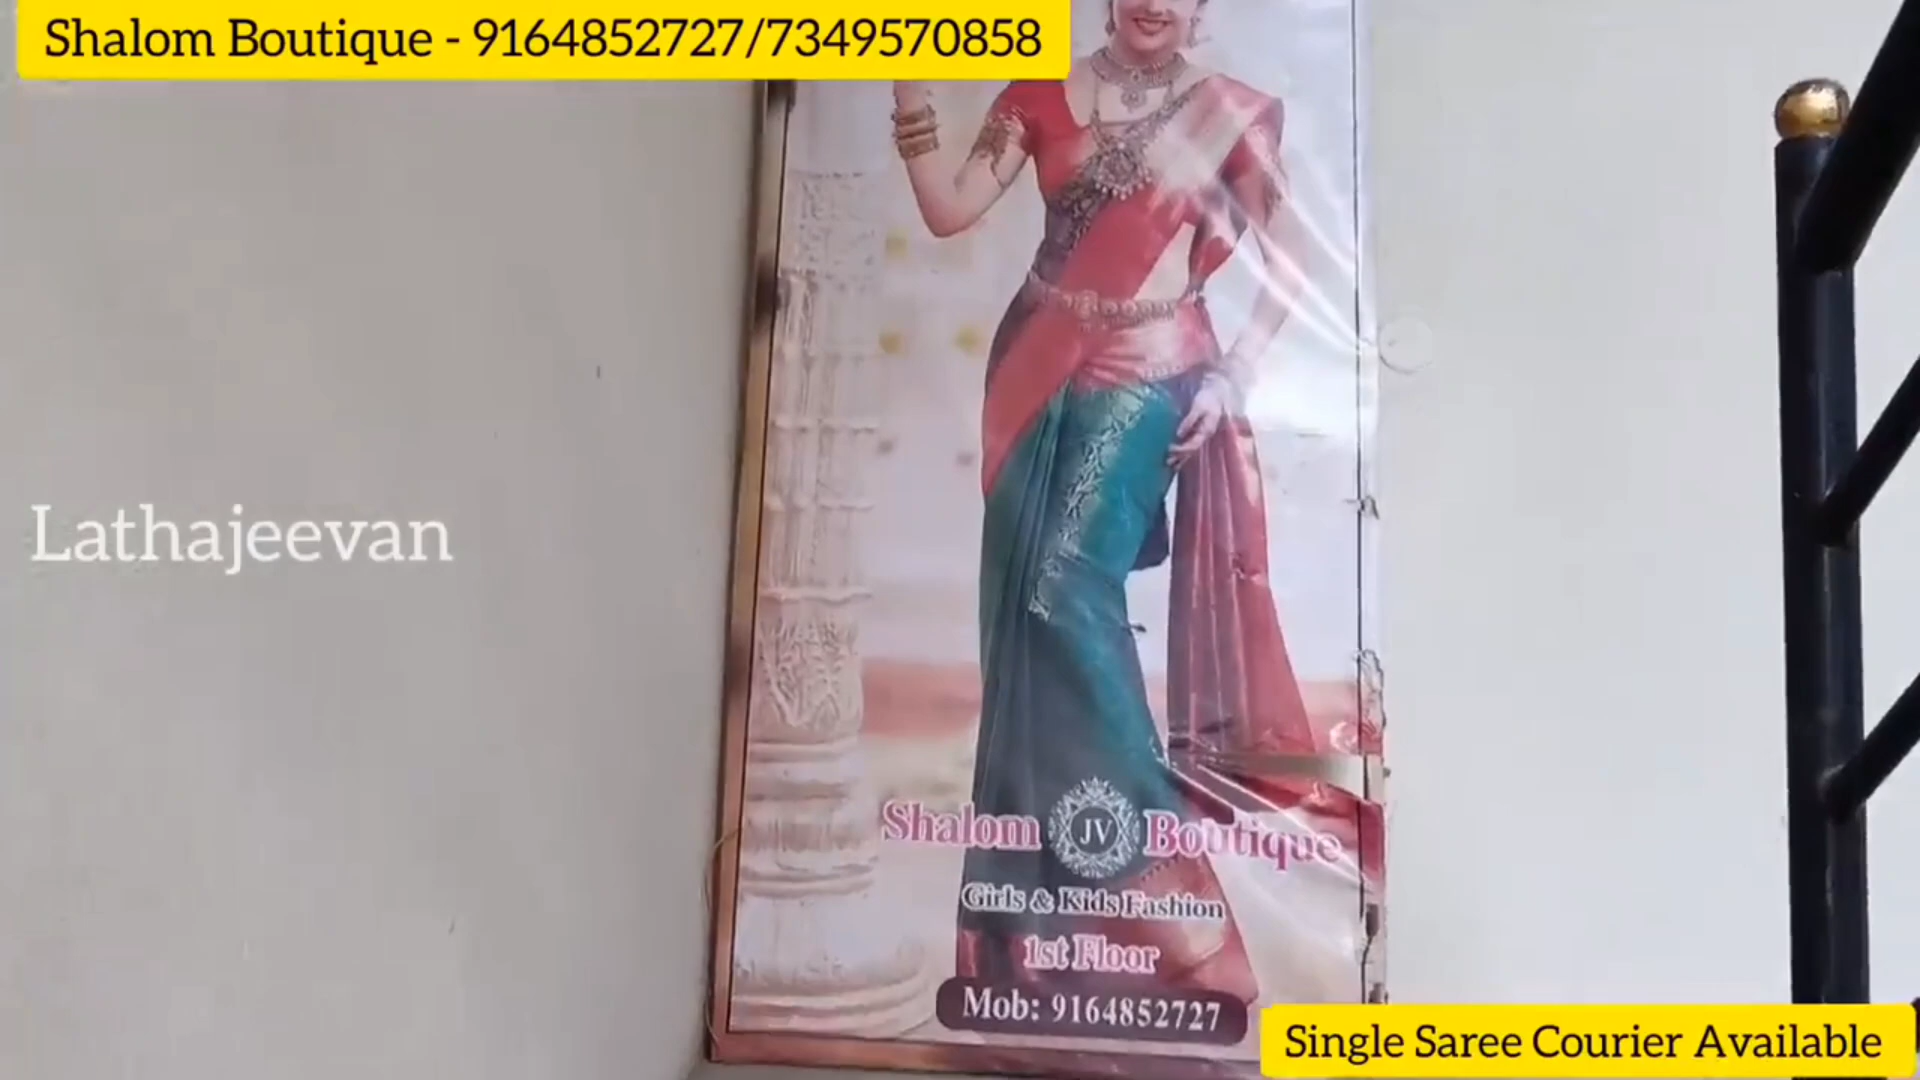 Shalom Boutique - 9164852727/7349570858
Lathajeevan
Shalom JV Boutique
Girls & Kids Fashion
1st Floor
Mob: 9164852727
Single Saree Courier Available